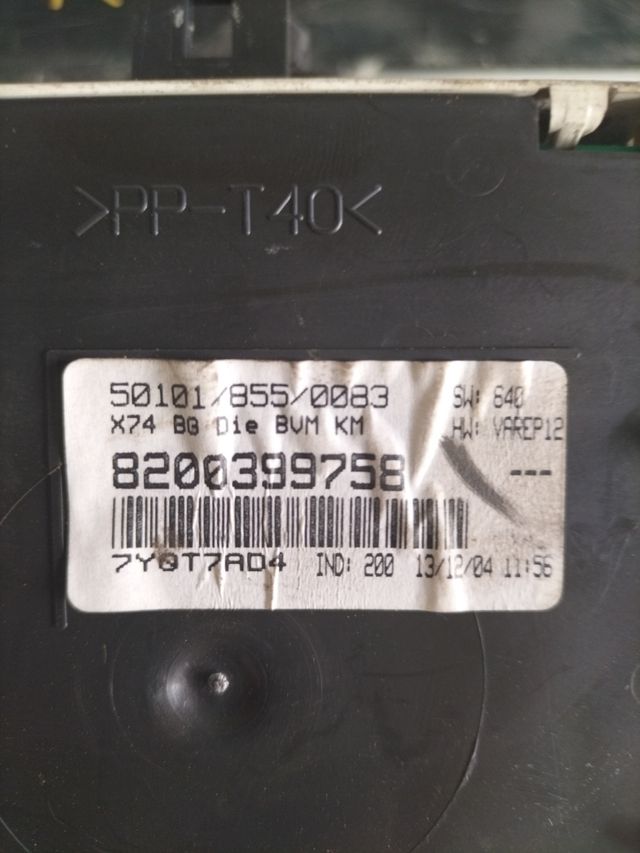 >PP-T40<
50101/855/0083 SW: 640
X74 BG Die BVM KM HW: VAREP12
8200399758 ---
7Y0T7AD4 IND: 200 13/12/04 11:56